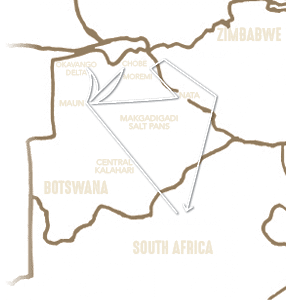 ZIMBABWE
OKAVANGO
DELTA
CHOBE
MOREMI
MAUN
NATA
MAKGADIGADI
SALT PANS
CENTRAL
KALAHARI
BOTSWANA
SOUTH AFRICA